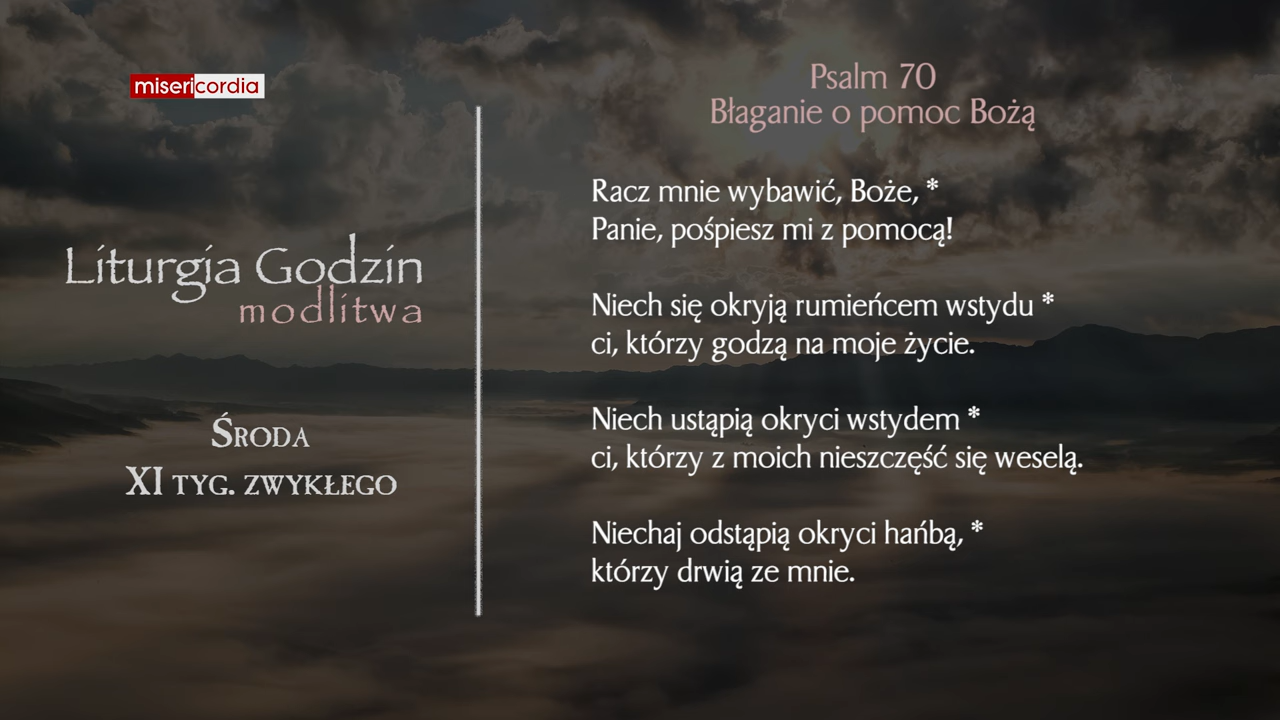 misericordia
Liturgia Godzin
modlitwa
Środa
XI tyg. zwykłego
Psalm 70
Błaganie o pomoc Bożą
Racz mnie wybawić, Boże, *
Panie, pośpiesz mi z pomocą!
Niech się okryją rumieńcem wstydu *
ci, którzy godzą na moje życie.
Niech ustąpią okryci wstydem *
ci, którzy z moich nieszczęść się weselą.
Niechaj odstąpią okryci hańbą, *
którzy drwią ze mnie.